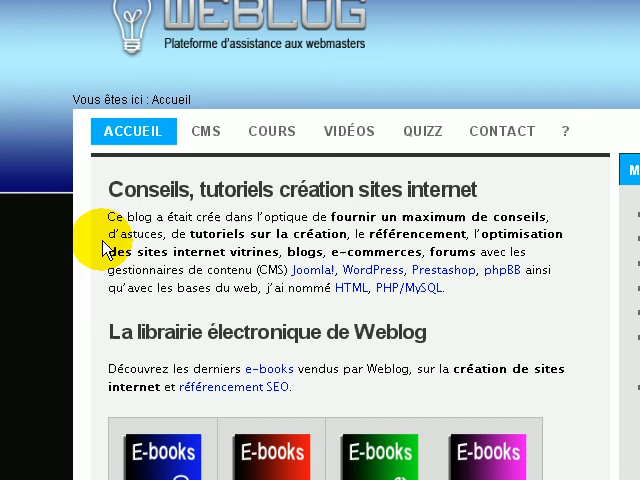 WEBLOG
Plateforme d'assistance aux webmasters
Vous êtes ici : Accueil
ACCUEIL CMS COURS VIDÉOS QUIZZ CONTACT ?
M
Conseils, tutoriels création sites internet
Ce blog a était crée dans l'optique de fournir un maximum de conseils,
d'astuces, de tutoriels sur la création, le référencement, l'optimisation
des sites internet vitrines, blogs, e-commerces, forums avec les
gestionnaires de contenu (CMS) Joomla!, WordPress, Prestashop, phpBB ainsi
qu'avec les bases du web, j'ai nommé HTML, PHP/MySQL.
La librairie électronique de Weblog
Découvrez les derniers e-books vendus par Weblog, sur la création de sites
internet et référencement SEO.
E-books E-books E-books E-books